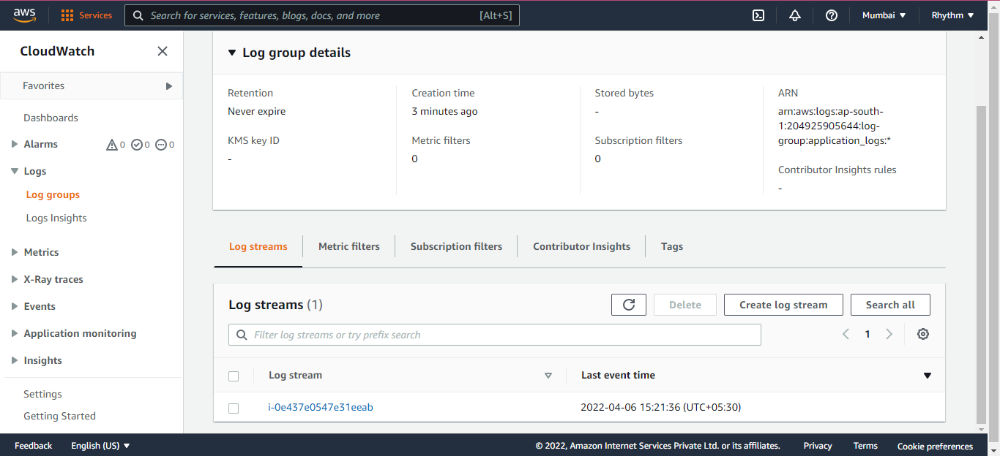 aws
Services
Search for services, features, blogs, docs, and more
[Alt+S]
Mumbai
Rhythm
CloudWatch
Favorites
Dashboards
Alarms
0
0
0
Logs
Log groups
Logs Insights
Metrics
X-Ray traces
Events
Application monitoring
Insights
Settings
Getting Started
Log group details
Retention
Never expire
KMS key ID
-
Creation time
3 minutes ago
Metric filters
0
Stored bytes
-
Subscription filters
0
ARN
arn:aws:logs:ap-south-
1:204925905644:log-
group:application_logs:*
Contributor Insights rules
-
Log streams
Metric filters
Subscription filters
Contributor Insights
Tags
Log streams (1)
Delete
Create log stream
Search all
Filter log streams or try prefix search
1
Log stream
Last event time
i-0e437e0547e31eeab
2022-04-06 15:21:36 (UTC+05:30)
Feedback
English (US)
© 2022, Amazon Internet Services Private Ltd. or its affiliates.
Privacy
Terms
Cookie preferences